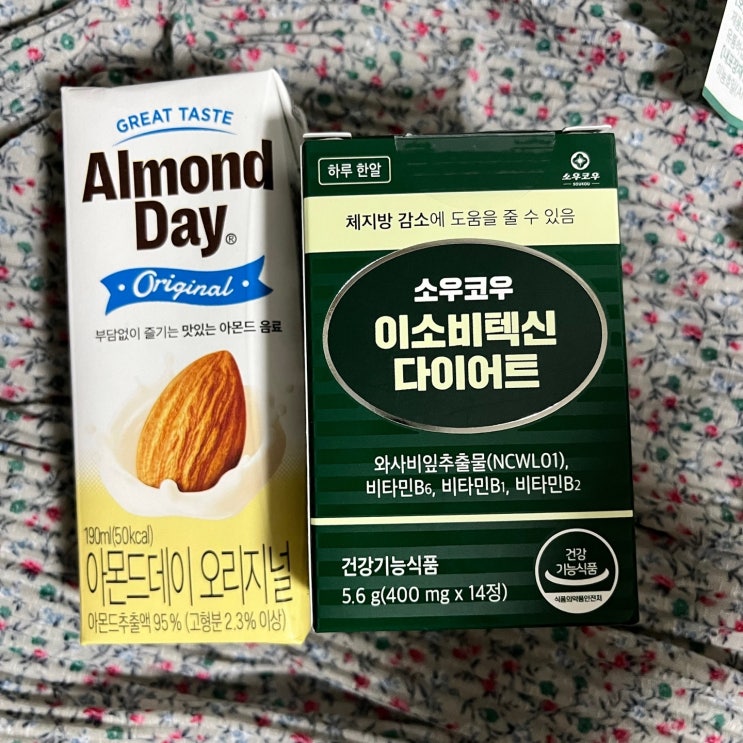 GREAT TASTE
Almond
Day®
Original
부담없이 즐기는 맛있는 아몬드 음료
190ml(50kcal)
아몬드데이 오리지널
아몬드추출액 95% (고형분 2.3% 이상)
하루 한알
소우코우
SOUKOU
체지방 감소에 도움을 줄 수 있음
소우코우
이소비텍신
다이어트
와사비잎추출물(NCWL01),
비타민B6, 비타민B1, 비타민B2
건강기능식품
5.6 g(400 mg x 14정)
건강
기능식품
식품의약품안전처